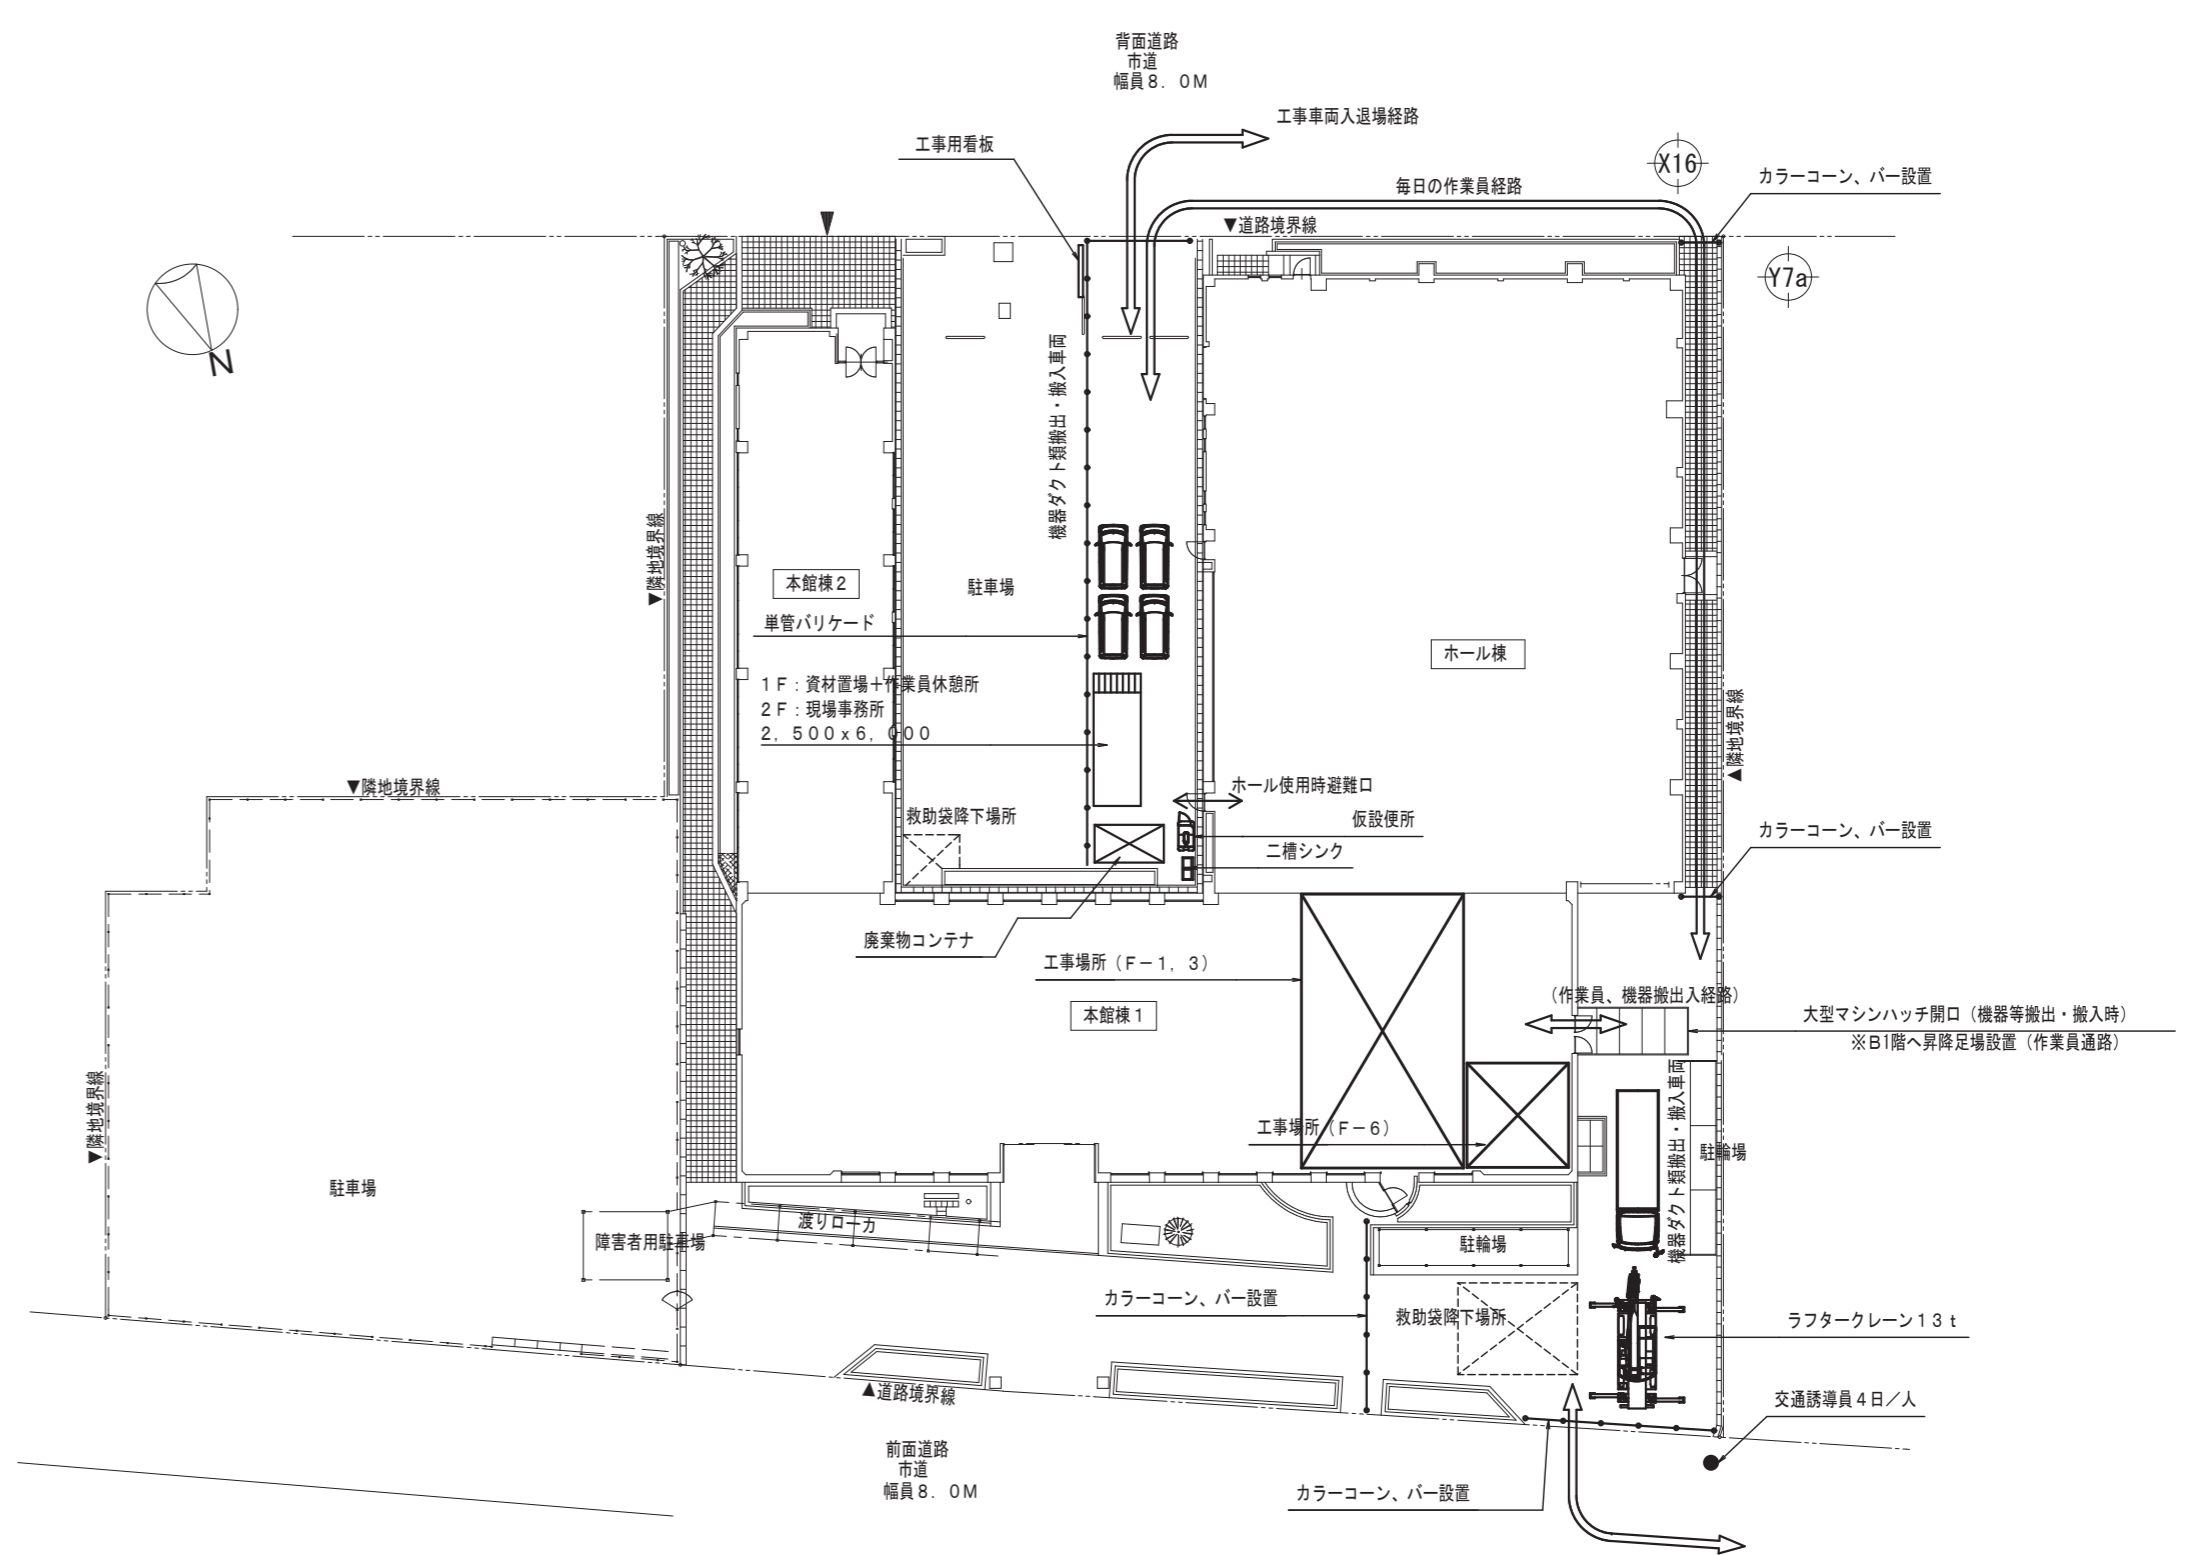 背面道路
市道
幅員８．０Ｍ
工事車両入退場経路
工事用看板
X16
カラーコーン、バー設置
毎日の作業員経路
▼道路境界線
Y7a
N
機器ダクト類搬出・搬入車両
▼隣地境界線
本館棟２
駐車場
単管バリケード
ホール棟
１Ｆ：資材置場＋作業員休憩所
２Ｆ：現場事務所
２，５００ｘ６，０００
▲隣地境界線
▼隣地境界線
ホール使用時避難口
救助袋降下場所
仮設便所
カラーコーン、バー設置
二槽シンク
廃棄物コンテナ
工事場所（Ｆ－１，３）
（作業員、機器搬出入経路）
本館棟１
大型マシンハッチ開口（機器等搬出・搬入時）
※B1階へ昇降足場設置（作業員通路）
▼隣地境界線
工事場所（Ｆ－６）
機器ダクト類搬出・搬入車両
駐輪場
駐車場
渡りローカ
障害者用駐車場
駐輪場
カラーコーン、バー設置
救助袋降下場所
ラフタークレーン１３ｔ
▲道路境界線
交通誘導員４日／人
前面道路
市道
幅員８．０Ｍ
カラーコーン、バー設置